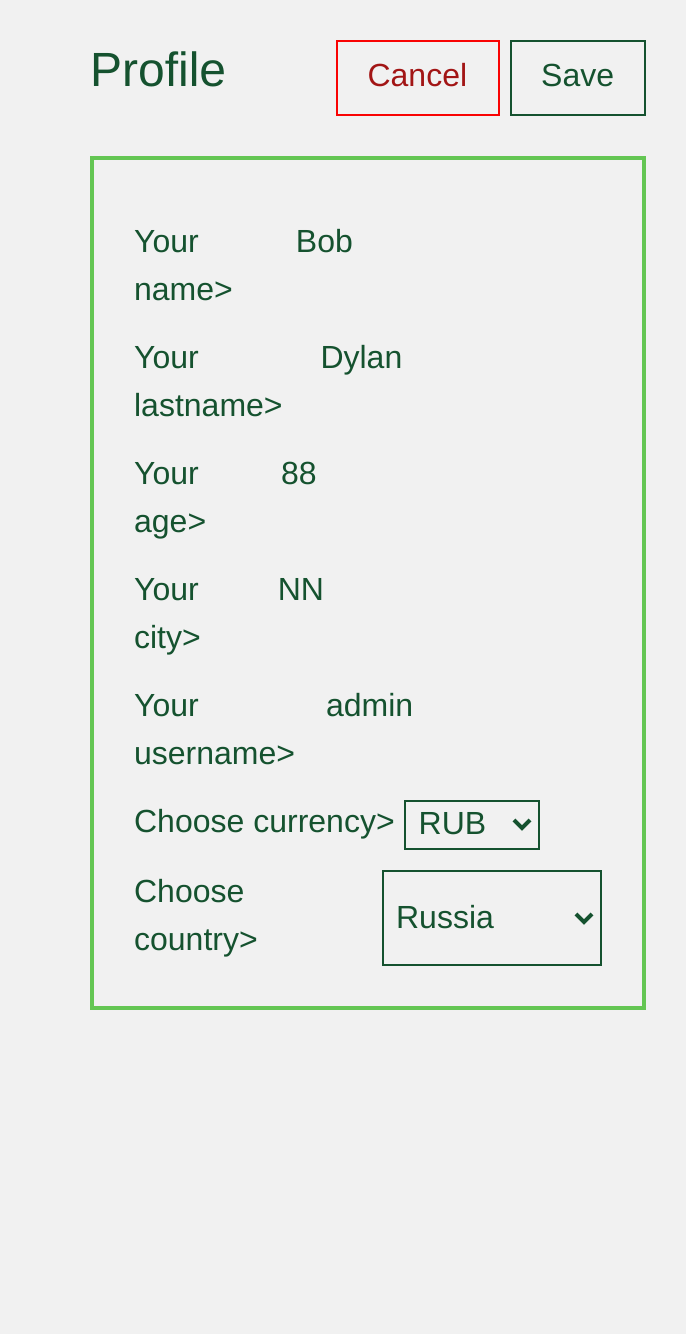 Profile Cancel Save
Your Bob
name>
Your Dylan
lastname>
Your 88
age>
Your NN
city>
Your admin
username>
Choose currency> RUB
Choose
country> Russia